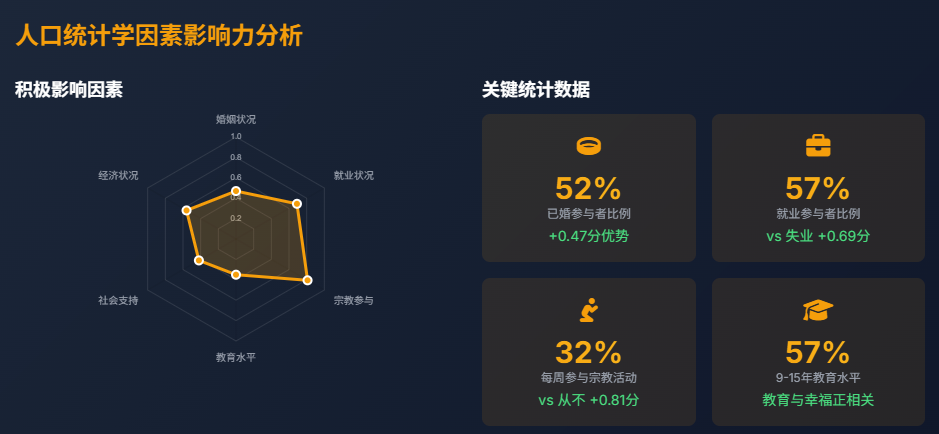 人口统计学因素影响力分析
积极影响因素
婚姻状况
1.0
0.8
0.6
0.4
0.2
经济状况
就业状况
社会支持
宗教参与
教育水平
关键统计数据
52%
已婚参与者比例
+0.47分优势
57%
就业参与者比例
vs 失业 +0.69分
32%
每周参与宗教活动
vs 从不 +0.81分
57%
9-15年教育水平
教育与幸福正相关